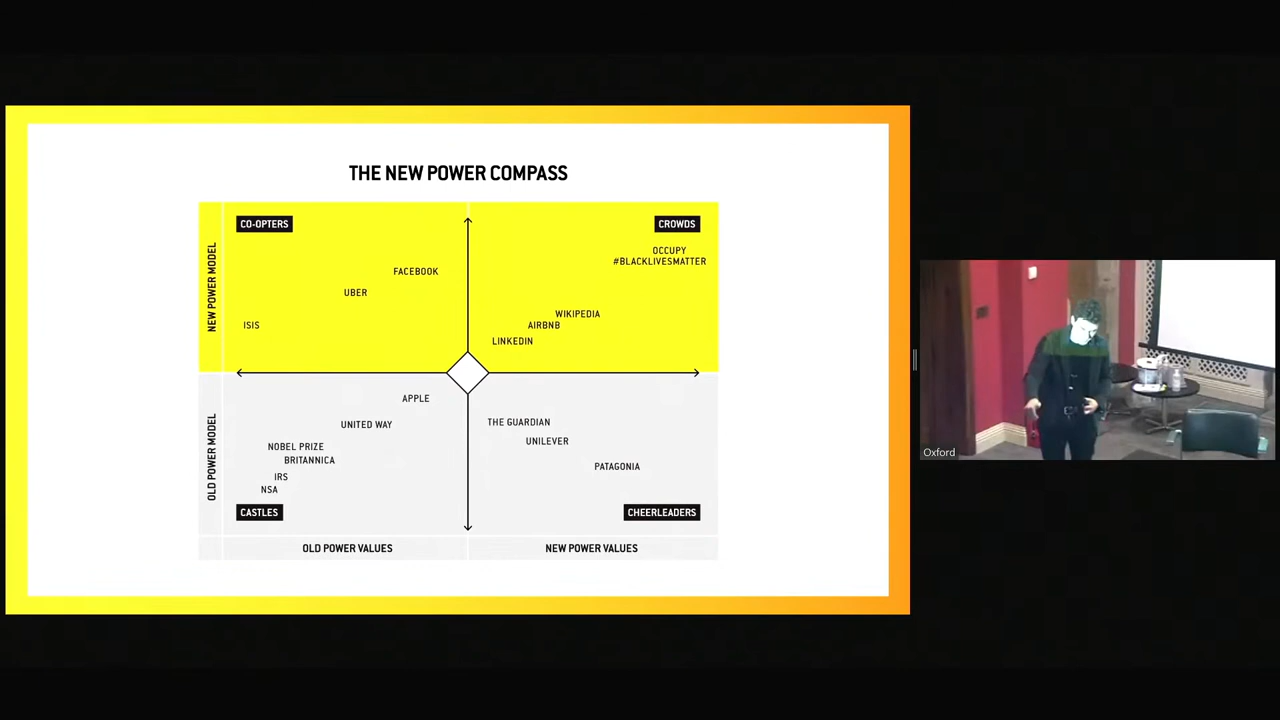 THE NEW POWER COMPASS
CO-OPTERS
CROWDS
OCCUPY
#BLACKLIVESMATTER
FACEBOOK
UBER
ISIS
WIKIPEDIA
AIRBNB
LINKEDIN
NEW POWER MODEL
APPLE
UNITED WAY
NOBEL PRIZE
BRITANNICA
IRS
NSA
THE GUARDIAN
UNILEVER
PATAGONIA
CASTLES
CHEERLEADERS
OLD POWER MODEL
OLD POWER VALUES
NEW POWER VALUES
Oxford